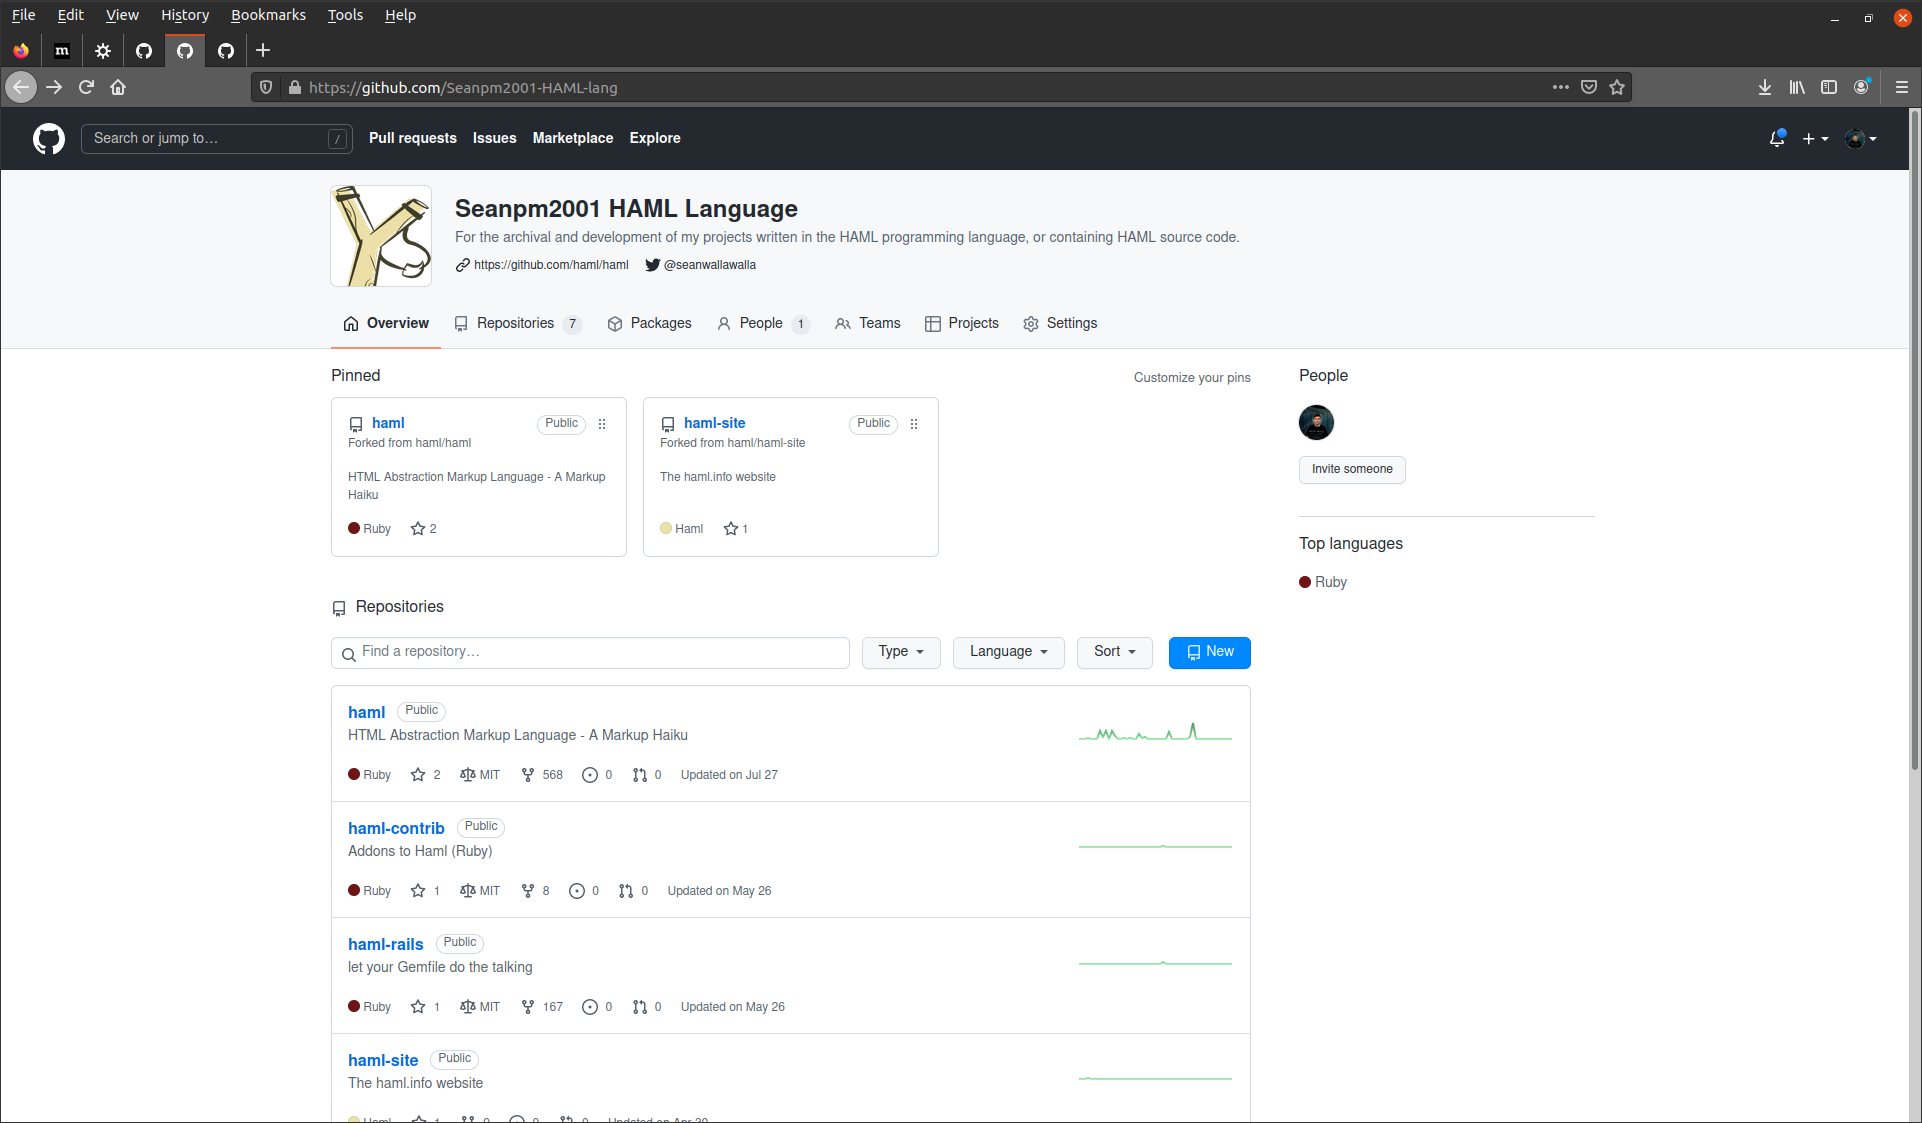 File Edit View History Bookmarks Tools Help
m
https://github.com/Seanpm2001-HAML-lang
Search or jump to… / Pull requests Issues Marketplace Explore
Seanpm2001 HAML Language
For the archival and development of my projects written in the HAML programming language, or containing HAML source code.
https://github.com/haml/haml @seanwallawalla
Overview Repositories 7 Packages People 1 Teams Projects Settings
Pinned
Customize your pins
haml Public
Forked from haml/haml
HTML Abstraction Markup Language - A Markup
Haiku
Ruby 2
haml-site Public
Forked from haml/haml-site
The haml.info website
Haml 1
People
Invite someone
Top languages
Ruby
Repositories
Find a repository… Type Language Sort New
haml Public
HTML Abstraction Markup Language - A Markup Haiku
Ruby 2 MIT 568 0 0 Updated on Jul 27
haml-contrib Public
Addons to Haml (Ruby)
Ruby 1 MIT 8 0 0 Updated on May 26
haml-rails Public
let your Gemfile do the talking
Ruby 1 MIT 167 0 0 Updated on May 26
haml-site Public
The haml.info website
Haml 1 0 0 Updated on Apr